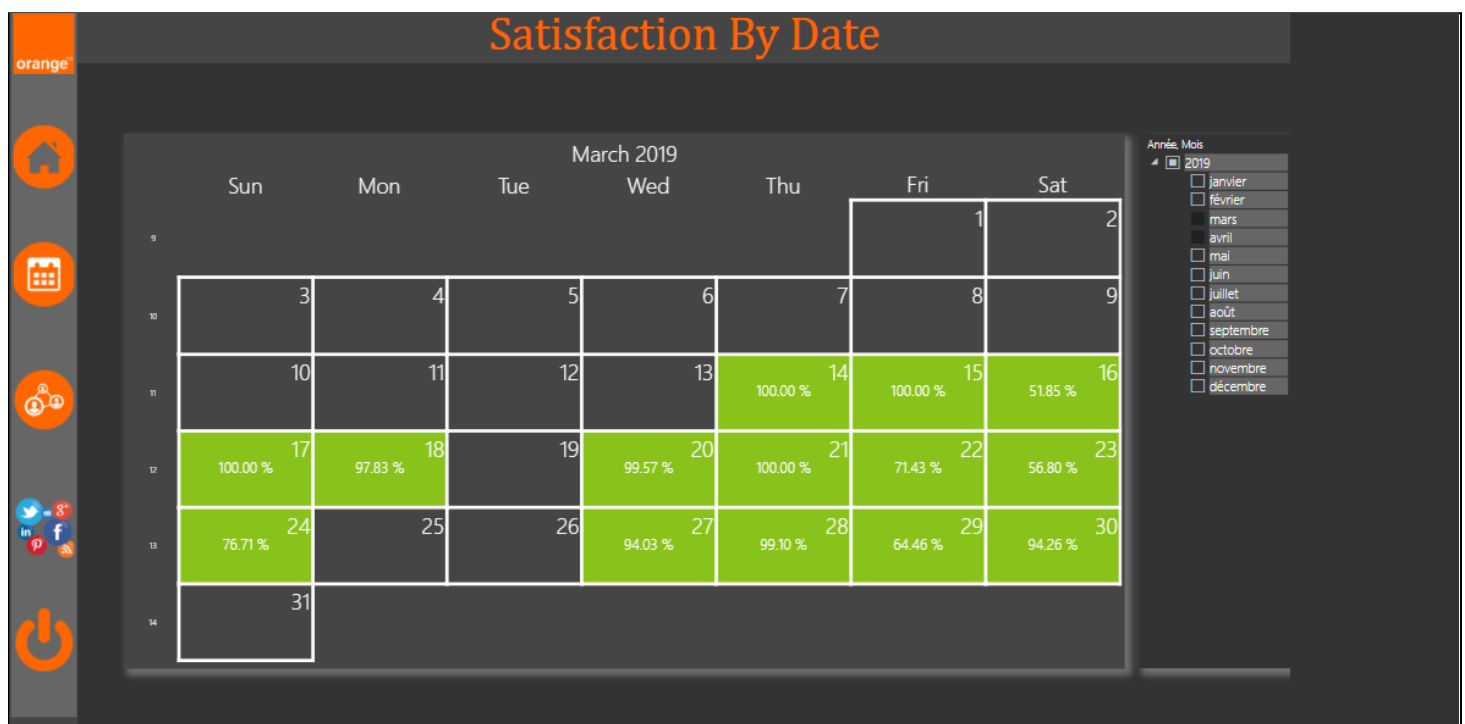 Satisfaction By Date
orange™
March 2019
Sun Mon Tue Wed Thu Fri Sat
9 1 2
10 3 4 5 6 7 8 9
11 10 11 12 13 14 15 16
100.00 % 100.00 % 51.85 %
12 17 18 19 20 21 22 23
100.00 % 97.83 % 99.57 % 100.00 % 71.43 % 56.80 %
13 24 25 26 27 28 29 30
76.71 % 94.03 % 99.10 % 64.46 % 94.26 %
14 31
Année, Mois
2019
janvier
février
mars
avril
mai
juin
juillet
août
septembre
octobre
novembre
décembre
g+
in
f